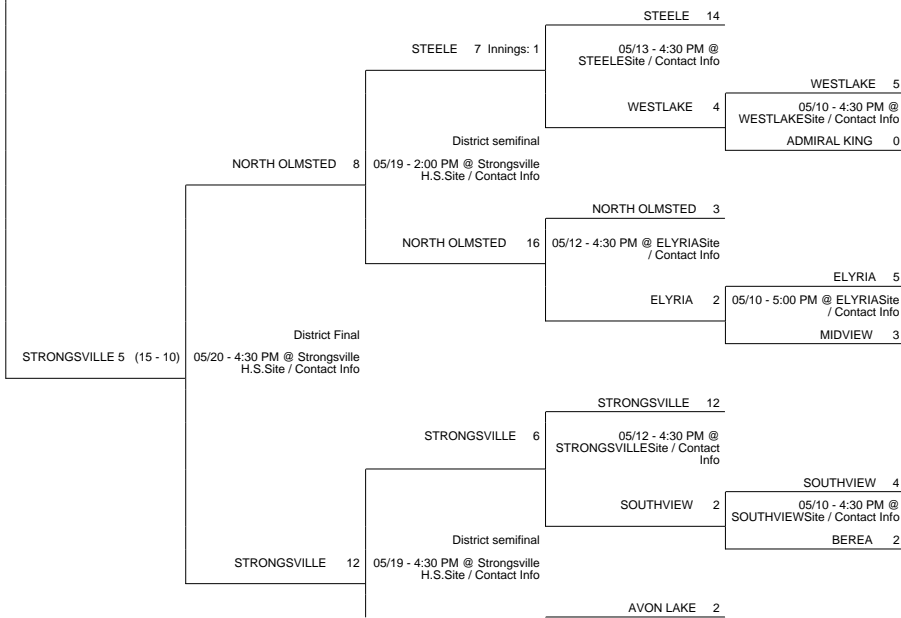 STEELE 14
STEELE 7 Innings: 1
05/13 - 4:30 PM @
STEELESite / Contact Info
WESTLAKE 5
WESTLAKE 4
05/10 - 4:30 PM @
WESTLAKESite / Contact Info
District semifinal
ADMIRAL KING 0
NORTH OLMSTED 8
05/19 - 2:00 PM @ Strongsville
H.S.Site / Contact Info
NORTH OLMSTED 3
NORTH OLMSTED 16
05/12 - 4:30 PM @ ELYRIASite
/ Contact Info
ELYRIA 5
ELYRIA 2
05/10 - 5:00 PM @ ELYRIASite
/ Contact Info
District Final
MIDVIEW 3
STRONGSVILLE 5 (15 - 10)
05/20 - 4:30 PM @ Strongsville
H.S.Site / Contact Info
STRONGSVILLE 12
STRONGSVILLE 6
05/12 - 4:30 PM @
STRONGSVILLESite / Contact
Info
SOUTHVIEW 4
SOUTHVIEW 2
05/10 - 4:30 PM @
SOUTHVIEWSite / Contact Info
District semifinal
BEREA 2
STRONGSVILLE 12
05/19 - 4:30 PM @ Strongsville
H.S.Site / Contact Info
AVON LAKE 2